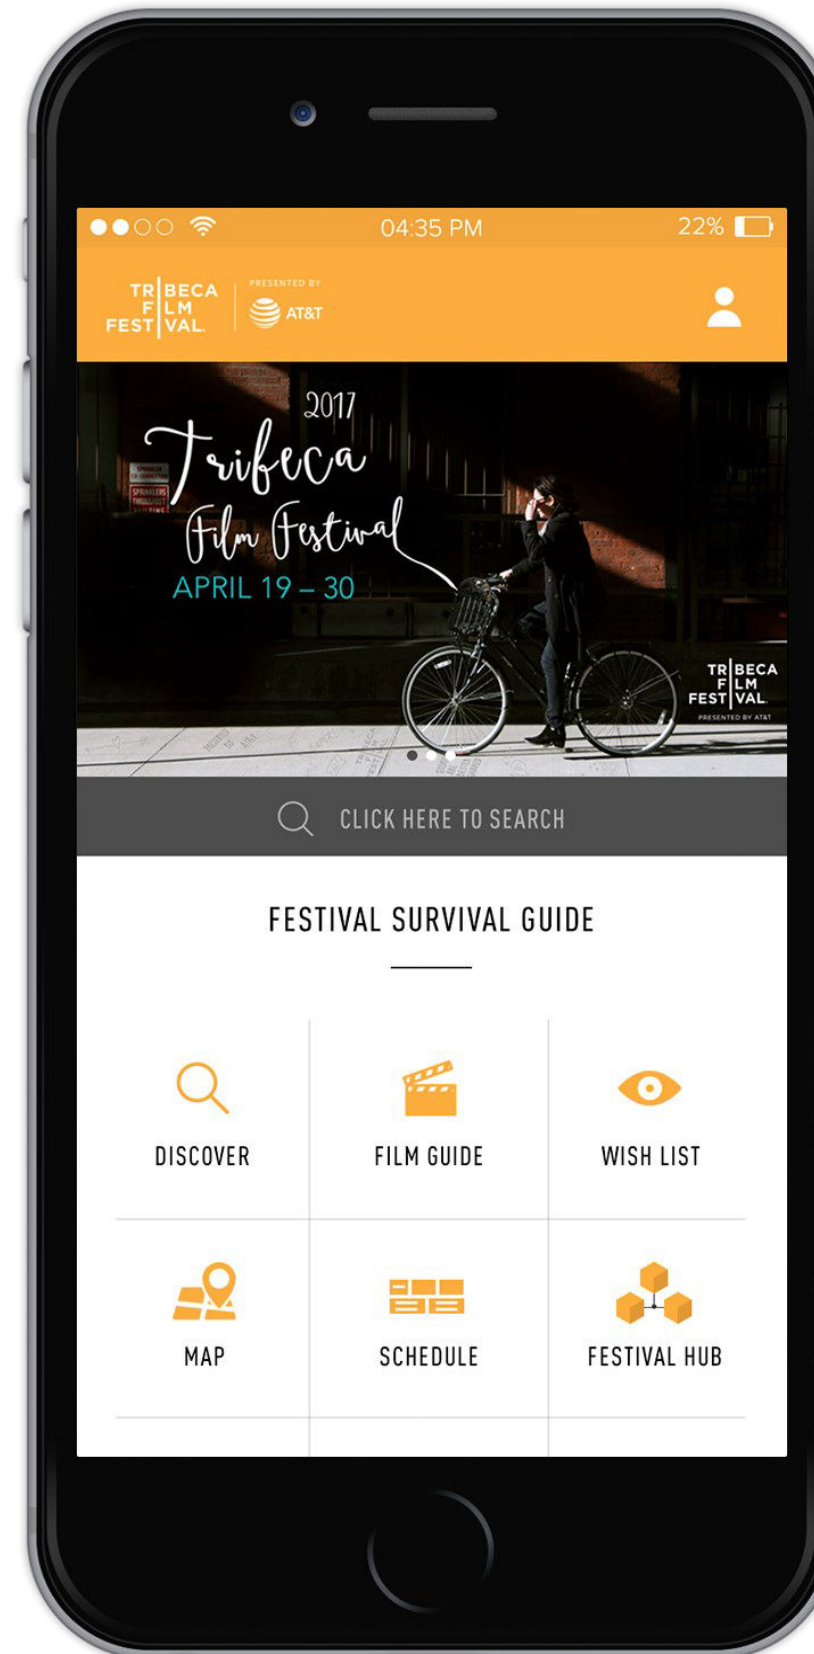 04:35 PM
22%
TRIBECA
FILM
FESTIVAL.
PRESENTED BY
AT&T
2017
Tribeca
Film Festival
APRIL 19 – 30
SPRINKLERS
THROUGHOUT
TRIBECA
FILM
FESTIVAL
PRESENTED BY AT&T
CLICK HERE TO SEARCH
FESTIVAL SURVIVAL GUIDE
DISCOVER
FILM GUIDE
WISH LIST
MAP
SCHEDULE
FESTIVAL HUB